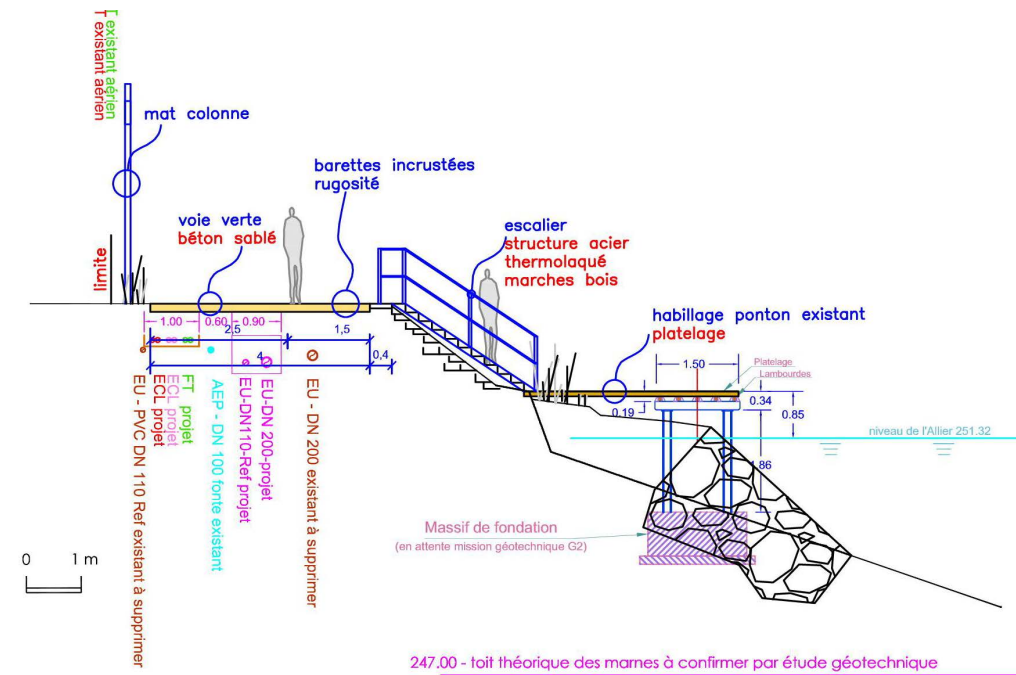 T existant aérien
T existant aérien
mat colonne
barettes incrustées
rugosité
voie verte
béton sablé
escalier
structure acier
thermolaqué
marches bois
limite
habillage ponton existant
platelage
1.00
0.60
0.90
2,5
1,5
4
0,4
1.50
Platelage
Lambourdes
0.34
0.19
0.85
niveau de l'Allier 251.32
.86
EU - PVC DN 110 Ref existant à supprimer
ECL projet
ECL projet
FT projet
AEP - DN 100 fonte existant
EU-DN110-Ref projet
EU-DN 200-projet
EU - DN 200 existant à supprimer
Massif de fondation
(en attente mission géotechnique G2)
0 1 m
247.00 - toit théorique des marnes à confirmer par étude géotechnique